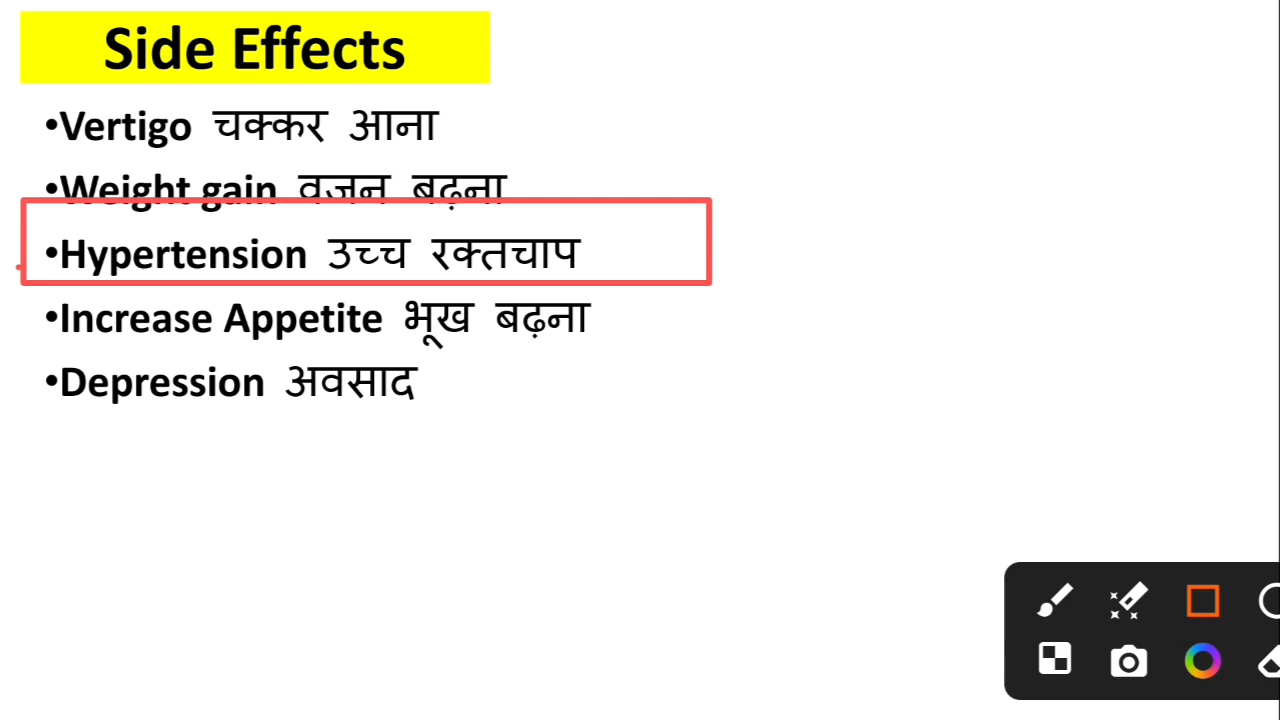 Side Effects
•Vertigo चक्कर आना
•Weight gain वजन बढ़ना
•Hypertension उच्च रक्तचाप
•Increase Appetite भूख बढ़ना
•Depression अवसाद